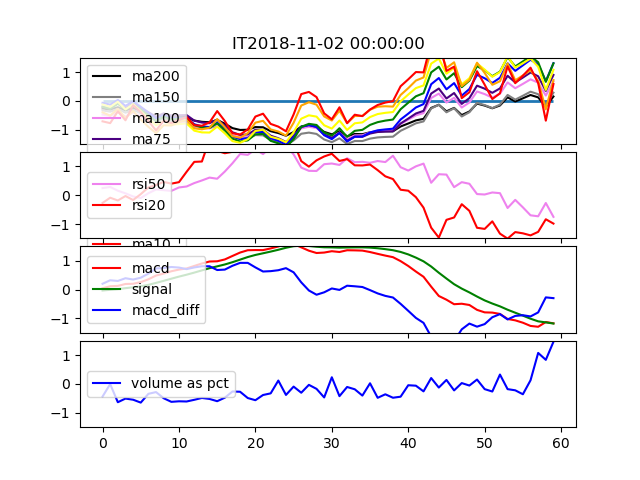 IT2018-11-02 00:00:00
1
0
−1
ma200
ma150
ma100
ma75
1
0
−1
rsi50
rsi20
ma10
1
0
−1
macd
signal
macd_diff
1
0
−1
volume as pct
0 10 20 30 40 50 60